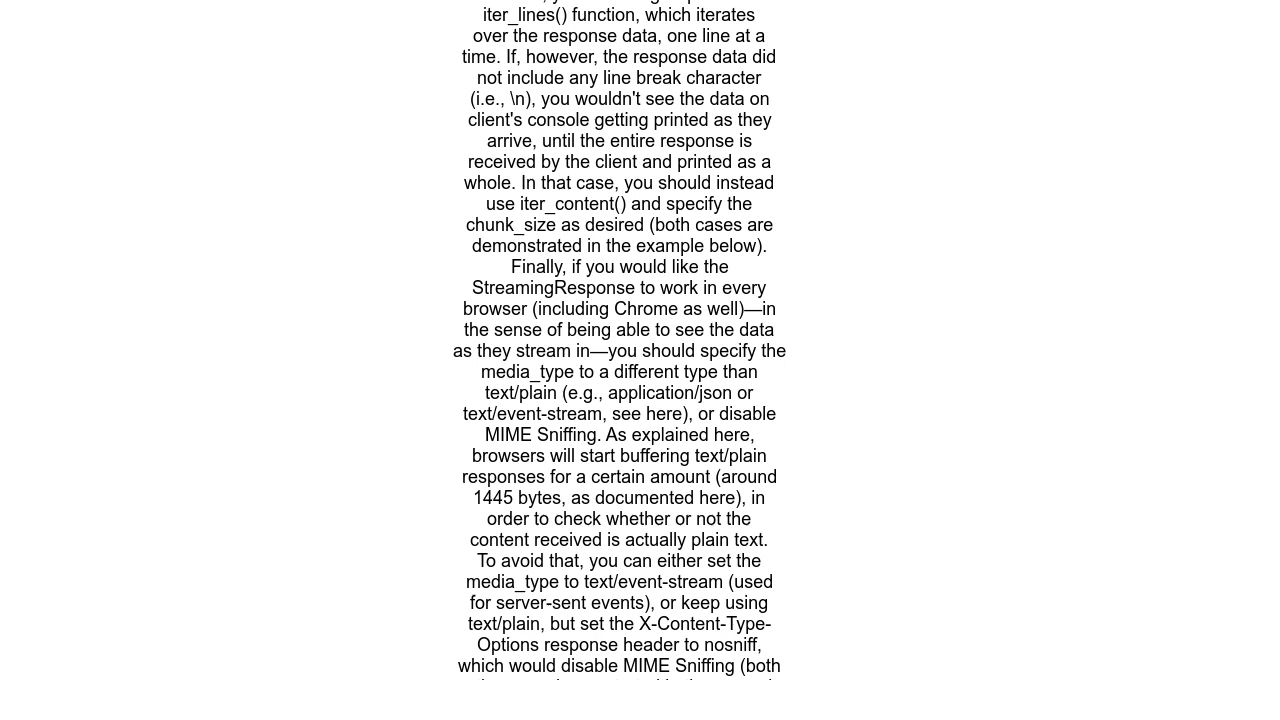 iter_lines() function, which iterates
over the response data, one line at a
time. If, however, the response data did
not include any line break character
(i.e., \n), you wouldn't see the data on
client's console getting printed as they
arrive, until the entire response is
received by the client and printed as a
whole. In that case, you should instead
use iter_content() and specify the
chunk_size as desired (both cases are
demonstrated in the example below).
Finally, if you would like the
StreamingResponse to work in every
browser (including Chrome as well)—in
the sense of being able to see the data
as they stream in—you should specify the
media_type to a different type than
text/plain (e.g., application/json or
text/event-stream, see here), or disable
MIME Sniffing. As explained here,
browsers will start buffering text/plain
responses for a certain amount (around
1445 bytes, as documented here), in
order to check whether or not the
content received is actually plain text.
To avoid that, you can either set the
media_type to text/event-stream (used
for server-sent events), or keep using
text/plain, but set the X-Content-Type-
Options response header to nosniff,
which would disable MIME Sniffing (both